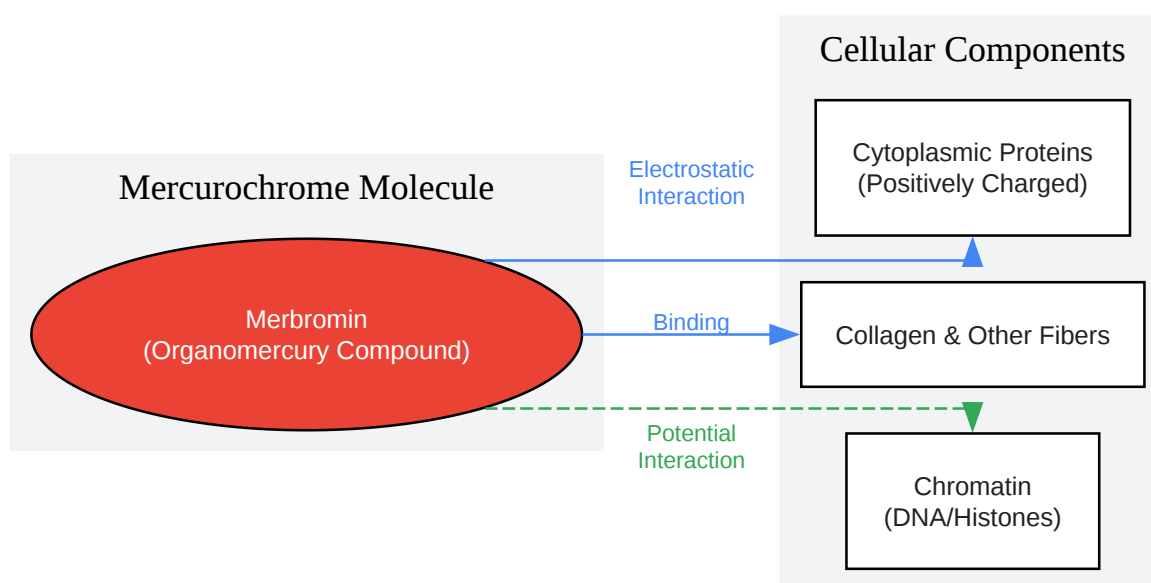 Mercurochrome Molecule
Merbromin
(Organomercury Compound)
Electrostatic
Interaction
Binding
Potential
Interaction
Cellular Components
Cytoplasmic Proteins
(Positively Charged)
Collagen & Other Fibers
Chromatin
(DNA/Histones)